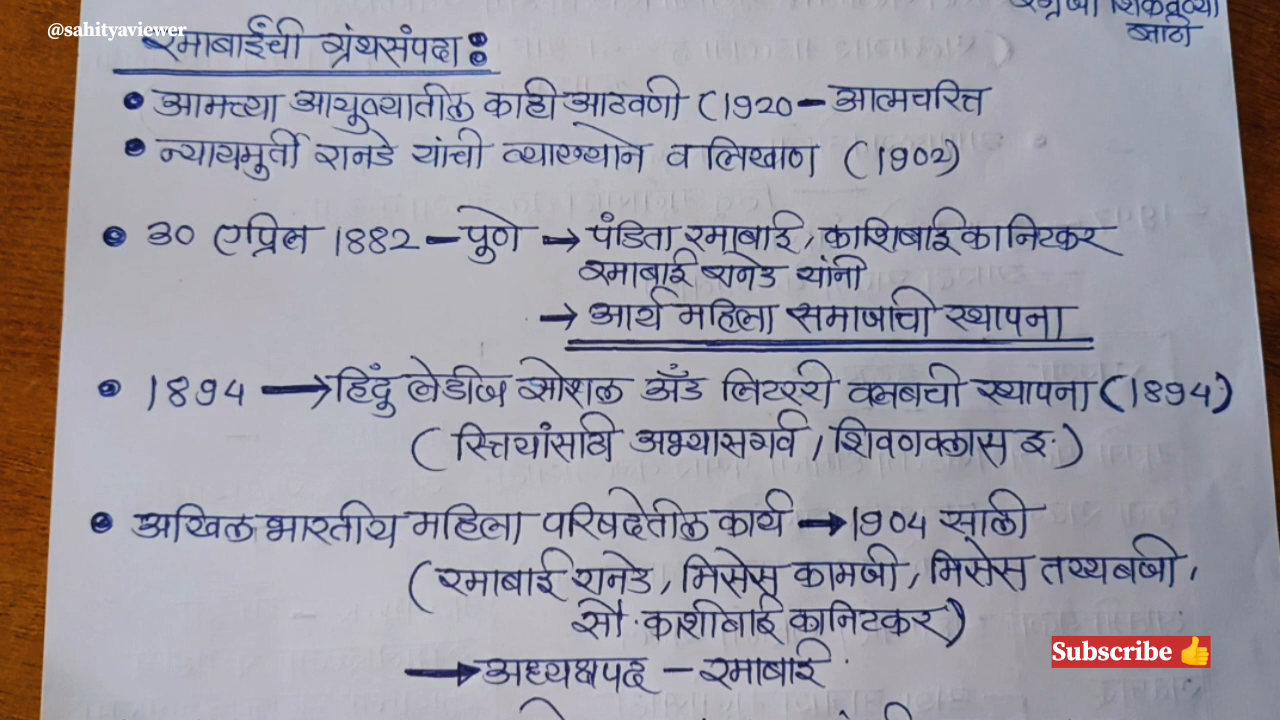 @sahityaviewer
साठी
रमाबाईंची ग्रंथसंपदा :
• आमच्या आयुष्यातील काही आठवणी (1920 – आत्मचरित्र
• न्यायमुर्ती रानडे यांची व्याख्याने व लिखाण (1902)
• 30 एप्रिल 1882 – पुणे → पंडिता रमाबाई, काशिबाई कानिटकर
रमाबाई रानडे यांनी
→ आर्य महिला समाजाची स्थापना
• 1894 → हिंदू लेडीज सोशल अँड लिटररी क्लबची स्थापना (1894)
(स्त्रियांसाठी अभ्यासवर्ग, शिवणक्लास इ.)
• अखिल भारतीय महिला परिषदेतील कार्य → 1904 साली
(रमाबाई रानडे, मिसेस कामजी, मिसेस तय्यबजी,
सौ. काशीबाई कानिटकर)
→ अध्यक्षपद – रमाबाई.
Subscribe 👍